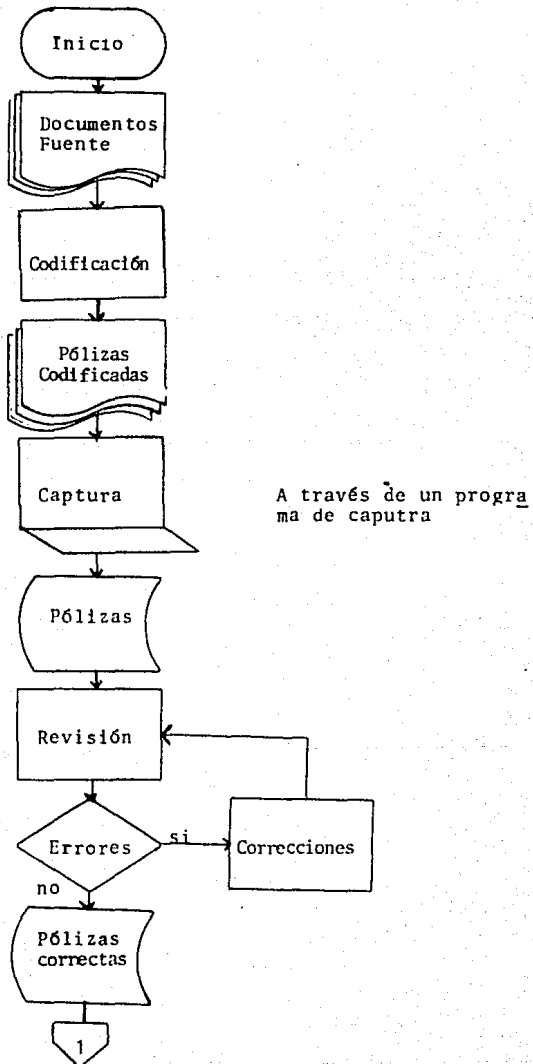 Inicio
Documentos
Fuente
Codificación
Pólizas
Codificadas
Captura
A través de un progra
ma de caputra
Pólizas
Revisión
Errores
si
Correcciones
no
Pólizas
correctas
1